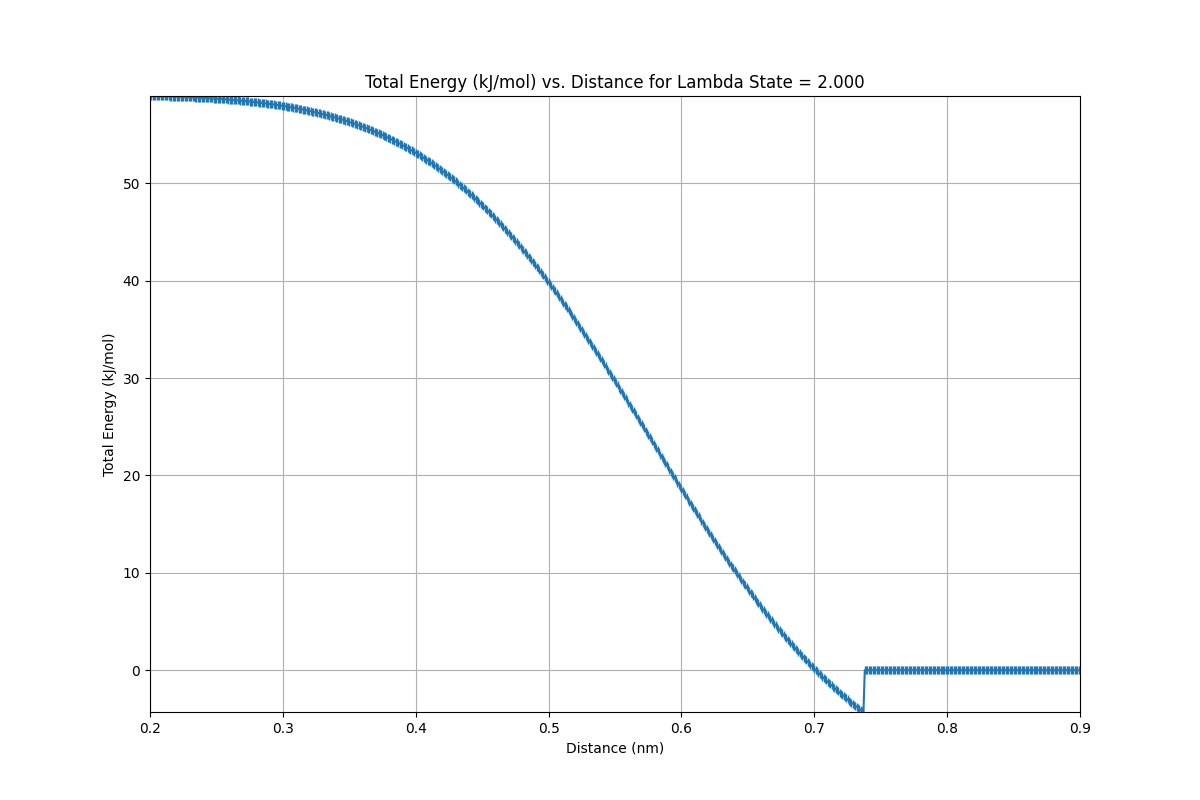 Total Energy (kJ/mol) vs. Distance for Lambda State = 2.000
Total Energy (kJ/mol)
50
40
30
20
10
0
0.2 0.3 0.4 0.5 0.6 0.7 0.8 0.9
Distance (nm)